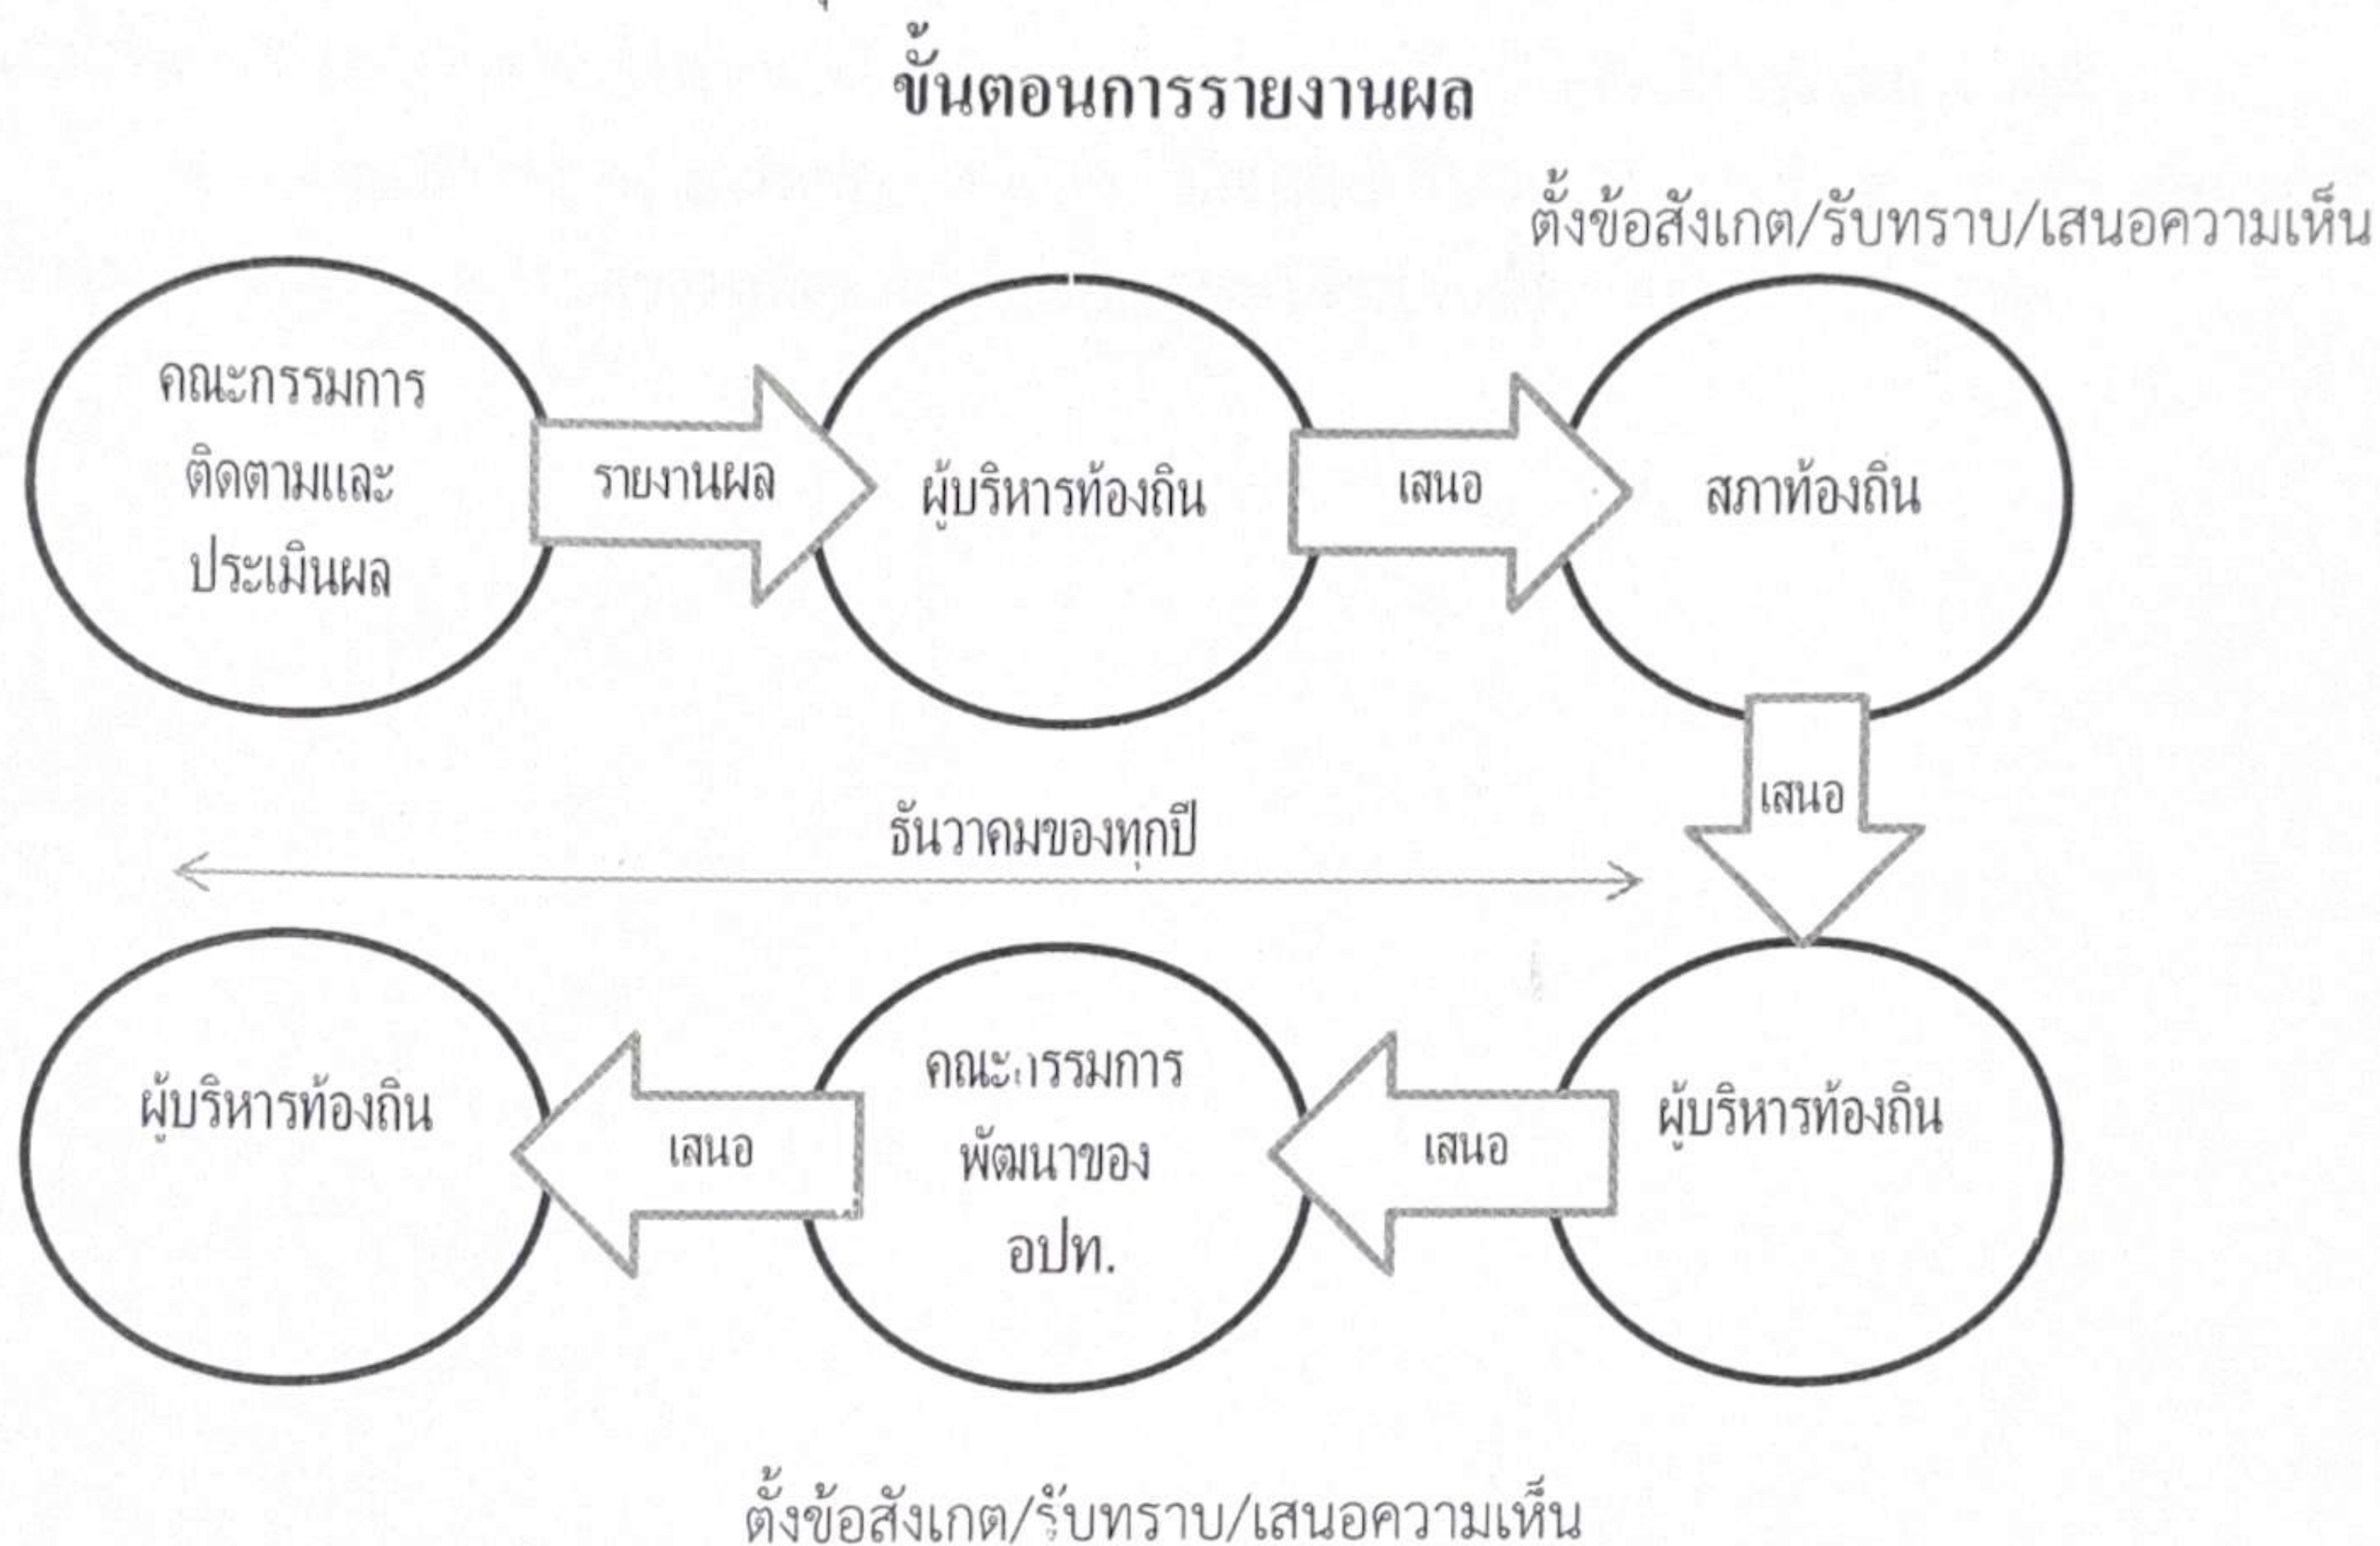 ขั้นตอนการรายงานผล
ตั้งข้อสังเกต/รับทราบ/เสนอความเห็น
คณะกรรมการ
ติดตามและ
ประเมินผล
รายงานผล
ผู้บริหารท้องถิ่น
เสนอ
สภาท้องถิ่น
เสนอ
ธันวาคมของทุกปี
ผู้บริหารท้องถิ่น
เสนอ
คณะกรรมการ
พัฒนาของ
อปท.
เสนอ
ผู้บริหารท้องถิ่น
ตั้งข้อสังเกต/รับทราบ/เสนอความเห็น